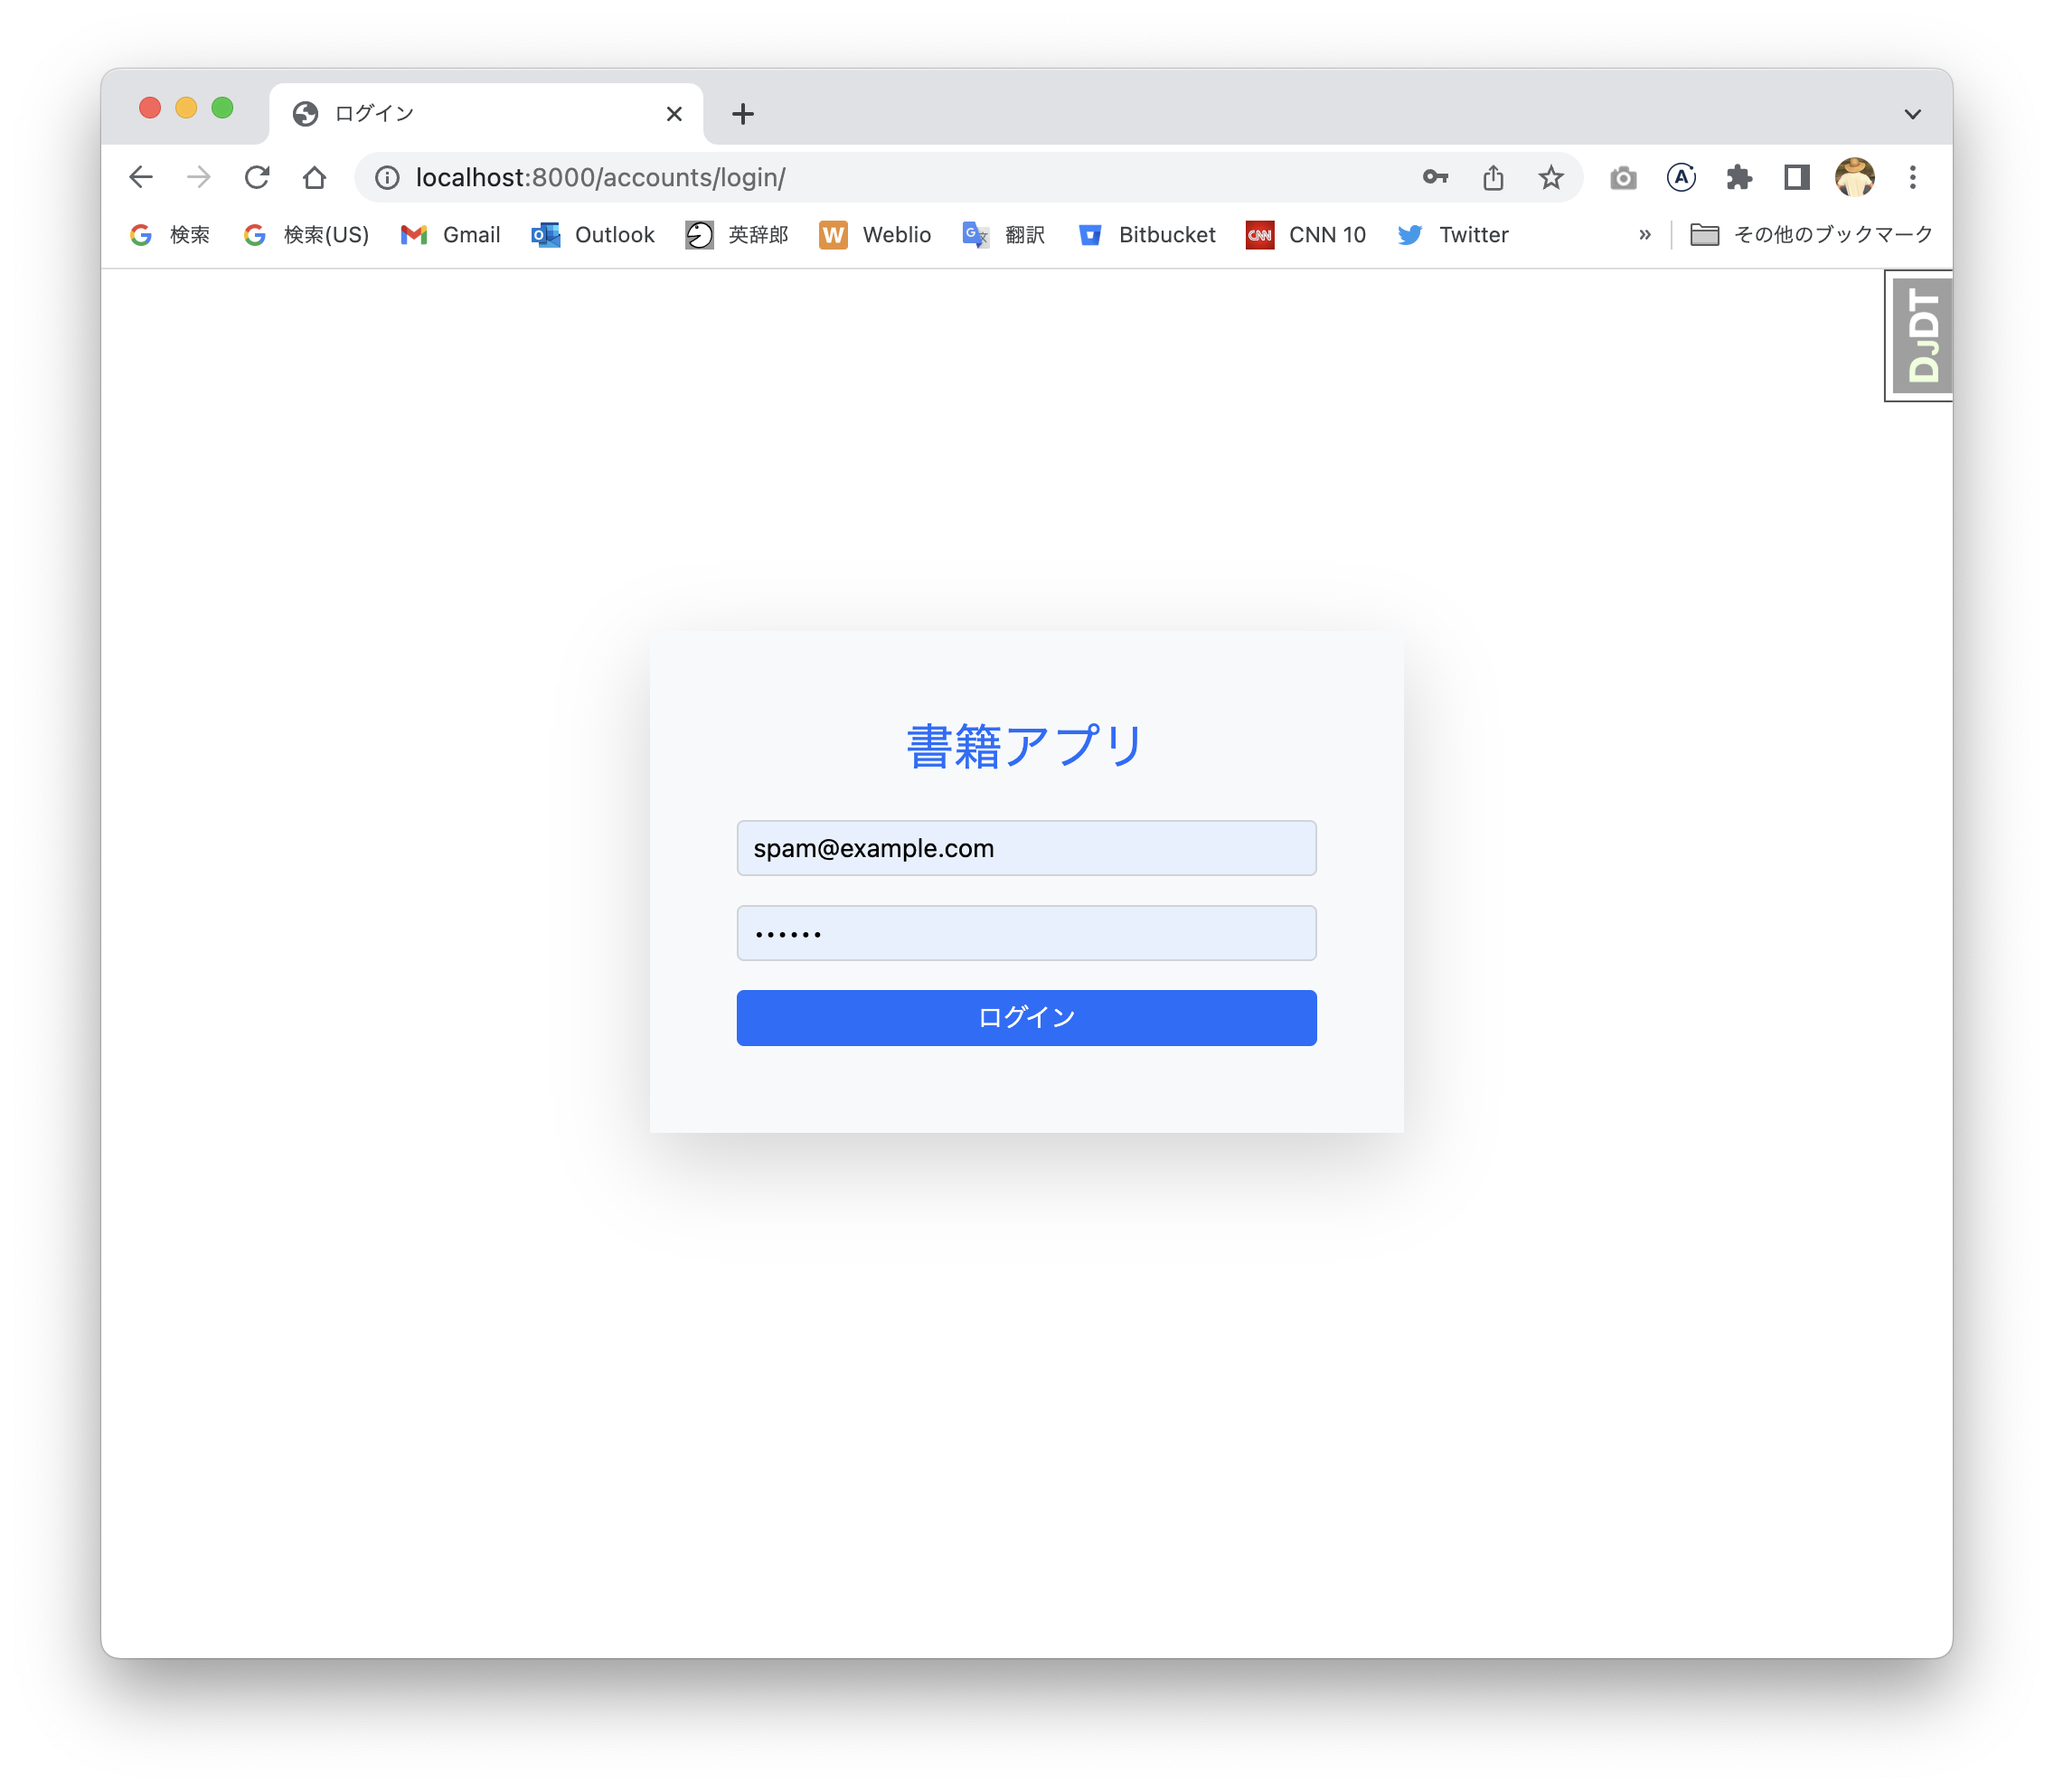 ログイン
localhost:8000/accounts/login/
検索 検索(US) Gmail Outlook 英辞郎 Weblio 翻訳 Bitbucket CNN 10 Twitter » その他のブックマーク
DJDT
書籍アプリ
spam@example.com
••••••
ログイン